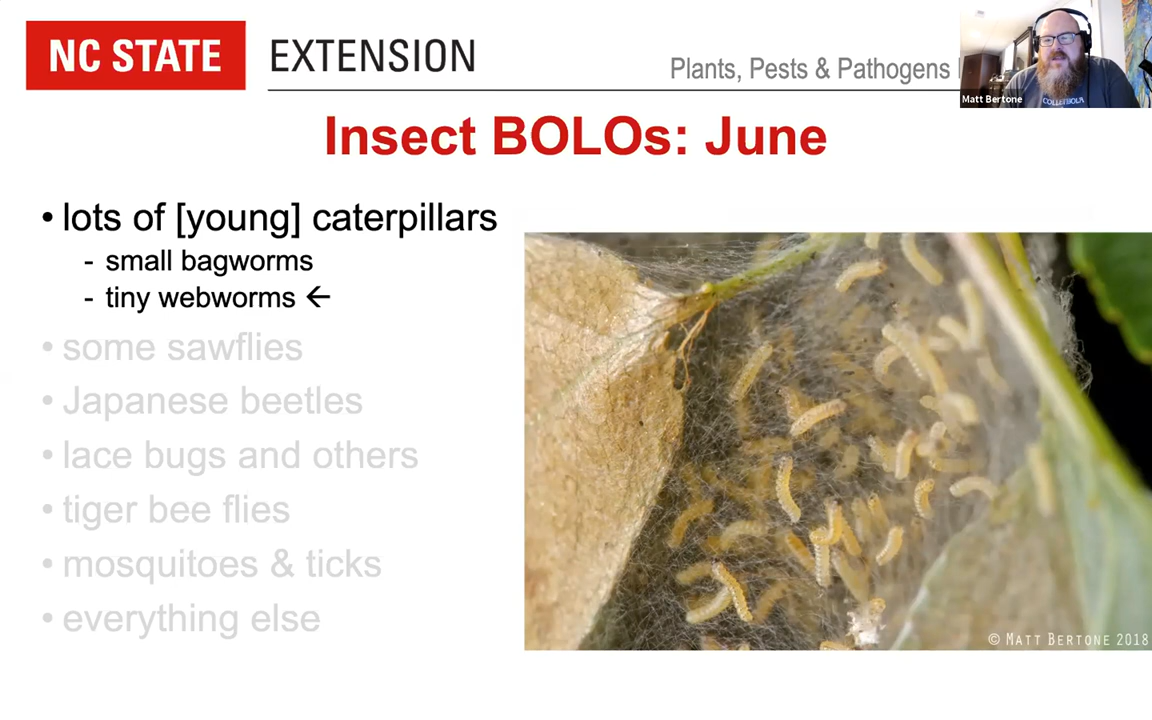 NC STATE EXTENSION
Plants, Pests & Pathogens
Matt Bertone
COLLEMBOLA
Insect BOLOs: June
• lots of [young] caterpillars
- small bagworms
- tiny webworms ←
• some sawflies
• Japanese beetles
• lace bugs and others
• tiger bee flies
• mosquitoes & ticks
• everything else
© MATT BERTONE 2018